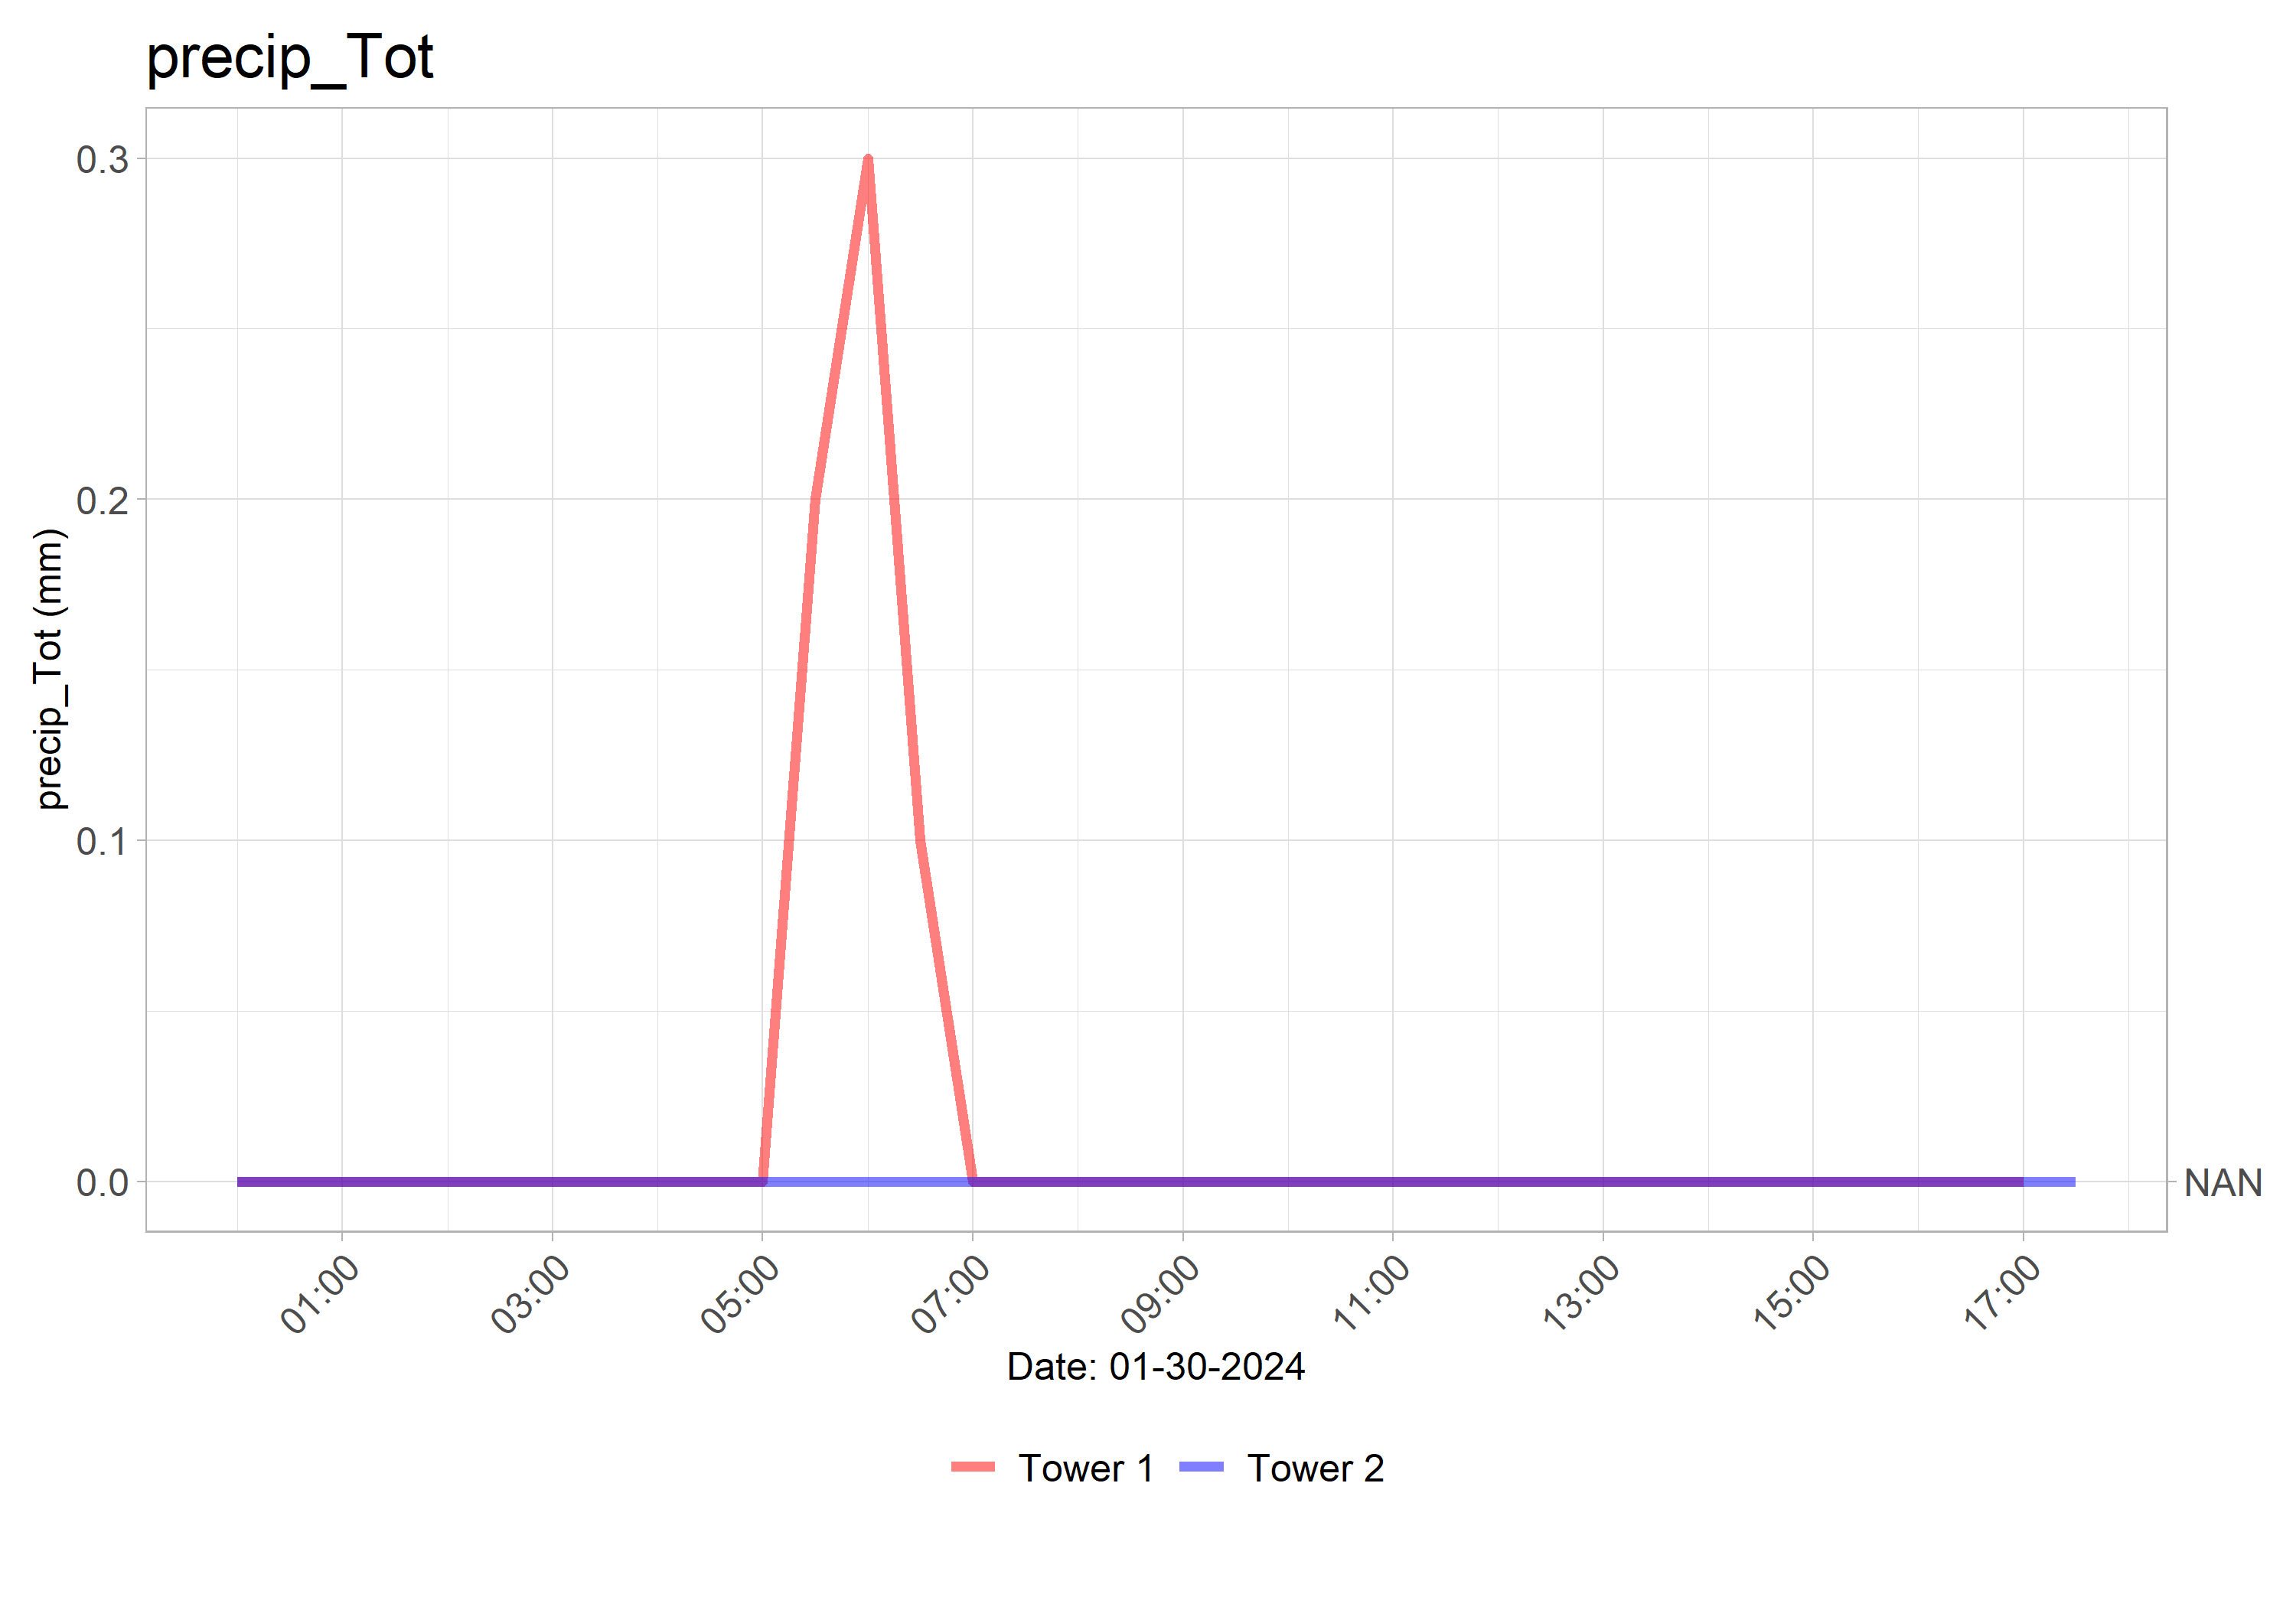 precip_Tot
0.3
0.2
0.1
0.0
precip_Tot (mm)
NAN
01:00 03:00 05:00 07:00 09:00 11:00 13:00 15:00 17:00
Date: 01-30-2024
Tower 1 Tower 2